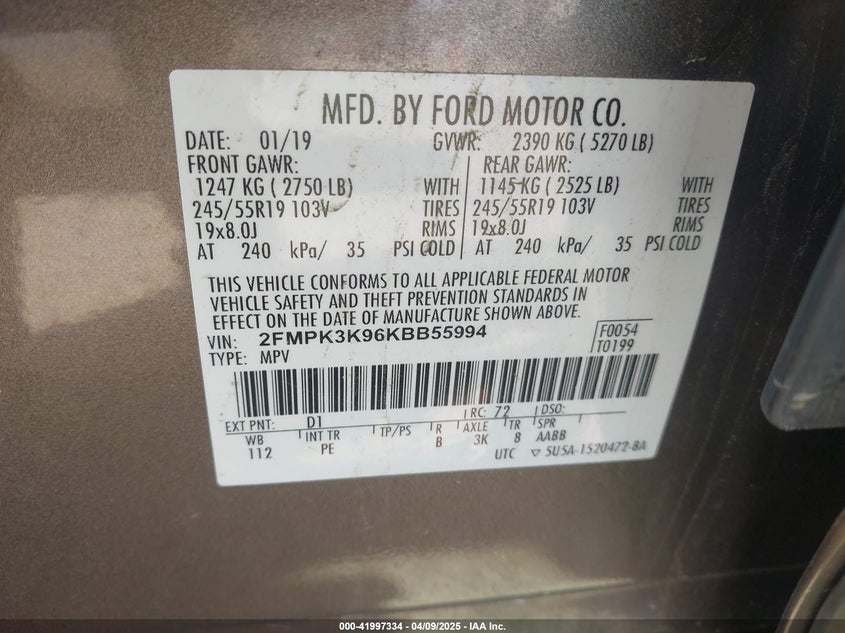 MFD. BY FORD MOTOR CO.
DATE: 01/19 GVWR: 2390 KG ( 5270 LB)
FRONT GAWR: REAR GAWR:
1247 KG ( 2750 LB) WITH 1145 KG ( 2525 LB) WITH
245/55R19 103V TIRES 245/55R19 103V TIRES
19x8.0J RIMS 19x8.0J RIMS
AT 240 kPa/ 35 PSI COLD AT 240 kPa/ 35 PSI COLD
THIS VEHICLE CONFORMS TO ALL APPLICABLE FEDERAL MOTOR
VEHICLE SAFETY AND THEFT PREVENTION STANDARDS IN
EFFECT ON THE DATE OF MANUFACTURE SHOWN ABOVE.
VIN: 2FMPK3K96KBB55994 F0054
TYPE: MPV T0199
EXT PNT: D1 RC: 72 DSO:
WB INT TR TP/PS R AXLE TR SPR
112 PE B 3K 8 AABB
UTC ▽ 5U5A-1520472-8A
000-41997334 | 04/09/2025 | IAA Inc.